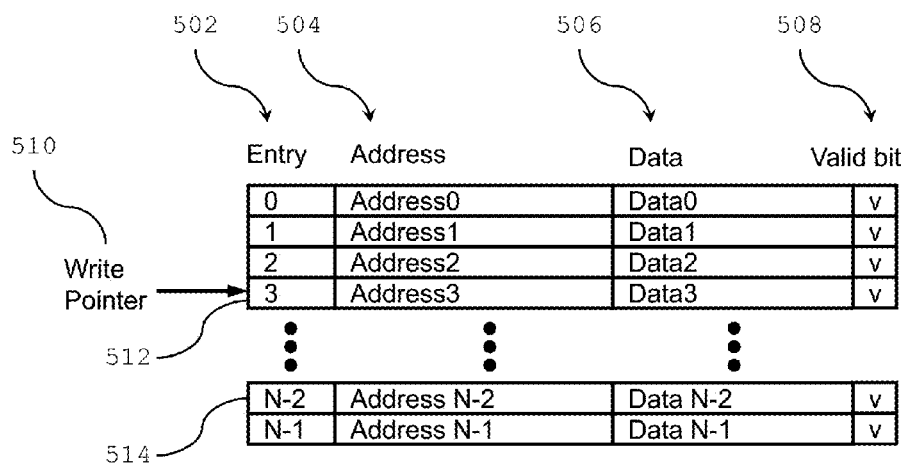 502 504 506 508
510
Entry Address Data Valid bit
0 Address0 Data0 v
1 Address1 Data1 v
2 Address2 Data2 v
Write
Pointer 3 Address3 Data3 v
512
N-2 Address N-2 Data N-2 v
N-1 Address N-1 Data N-1 v
514